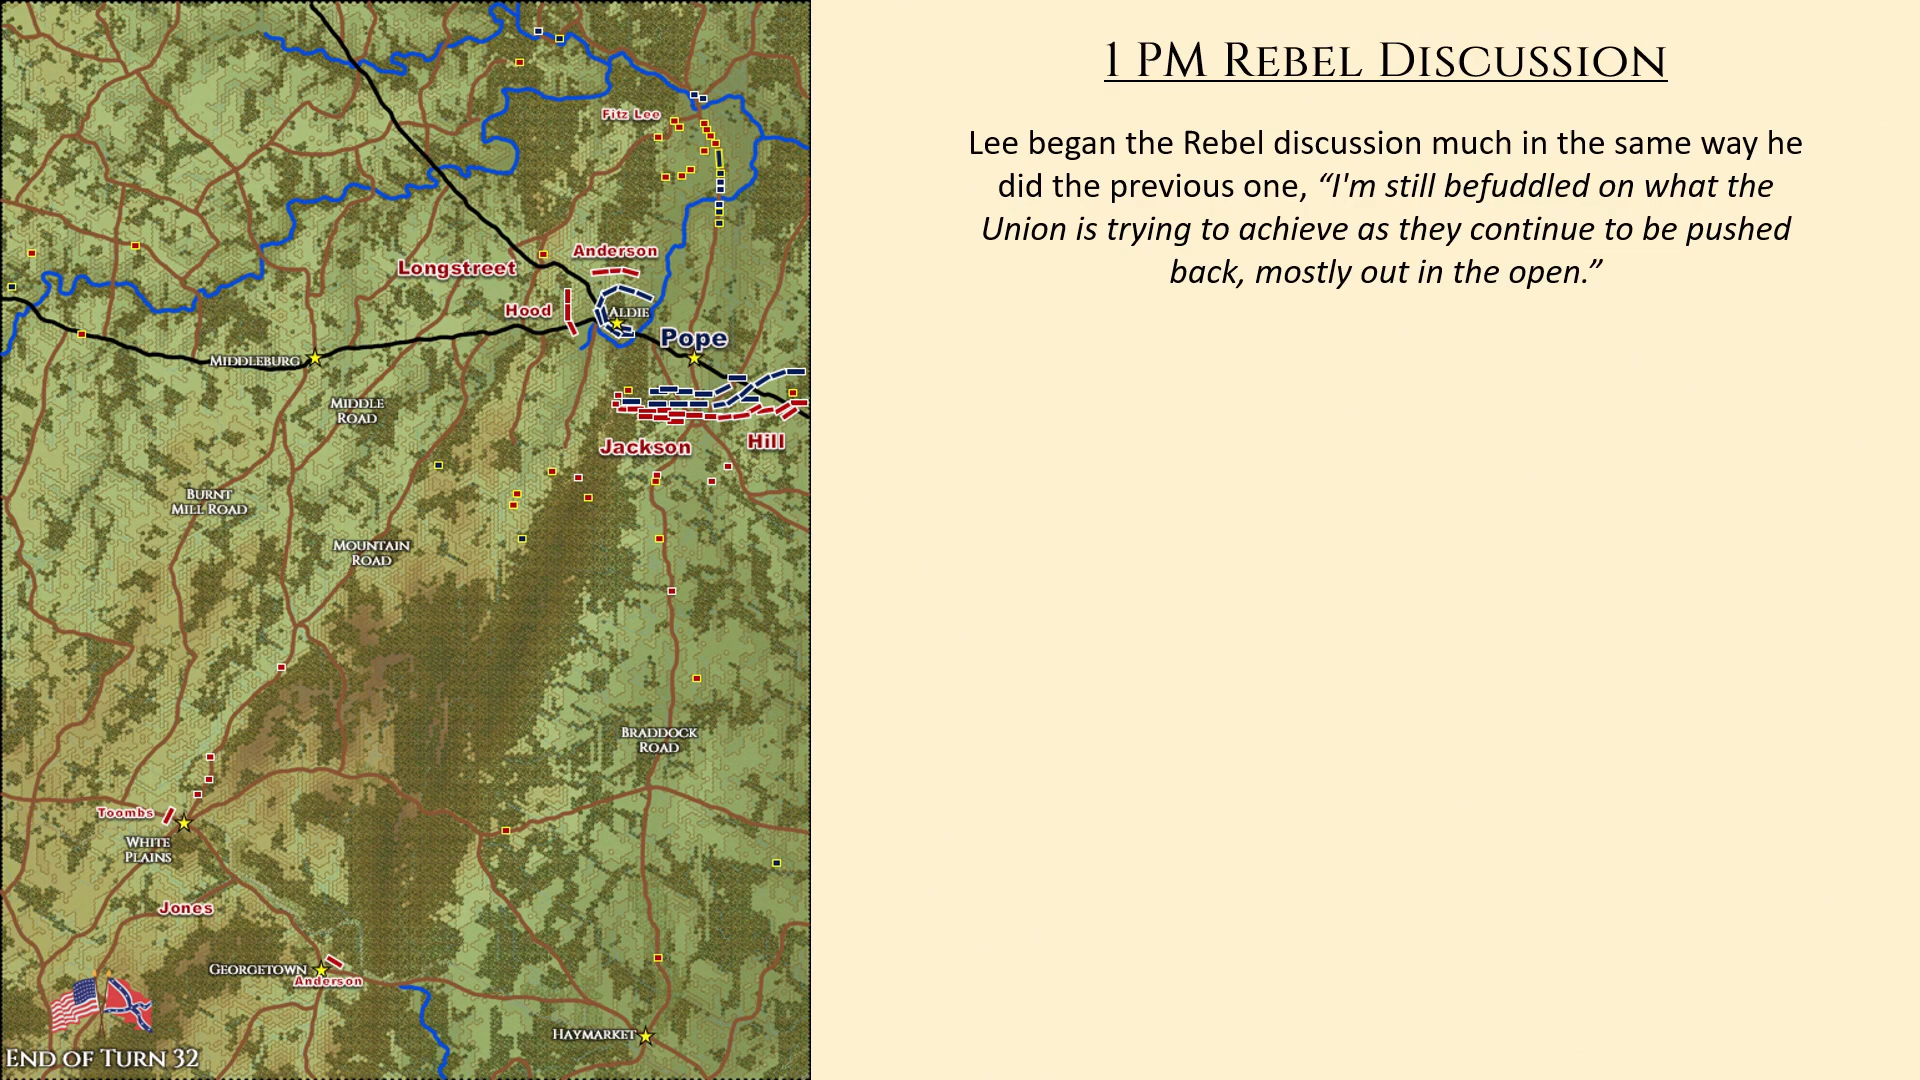 1 PM Rebel Discussion
Lee began the Rebel discussion much in the same way he
did the previous one, “I'm still befuddled on what the
Union is trying to achieve as they continue to be pushed
back, mostly out in the open.”
Fitz Lee
Anderson
Longstreet
Hood
Aldie
Pope
Middleburg
Middle
Road
Jackson
Hill
Burnt
Mill Road
Mountain
Road
Braddock
Road
Toombs
White
Plains
Jones
Georgetown
Anderson
Haymarket
End of Turn 32